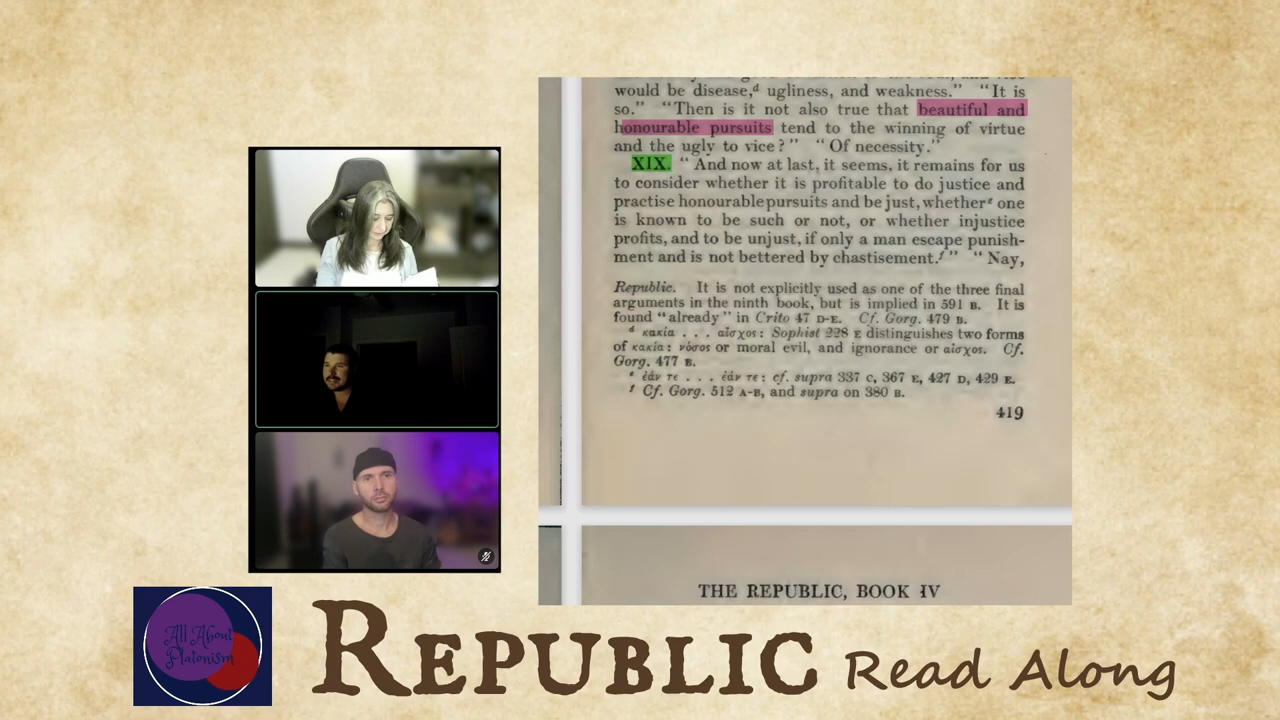 would be disease,ᵈ ugliness, and weakness.” “It is
so.” “Then is it not also true that beautiful and
honourable pursuits tend to the winning of virtue
and the ugly to vice?” “Of necessity.”
XIX. “And now at last, it seems, it remains for us
to consider whether it is profitable to do justice and
practise honourable pursuits and be just, whetherᵉ one
is known to be such or not, or whether injustice
profits, and to be unjust, if only a man escape punish-
ment and is not bettered by chastisement.ᶠ” “Nay,
Republic. It is not explicitly used as one of the three final
arguments in the ninth book, but is implied in 591 B. It is
found “already” in Crito 47 D-E. Cf. Gorg. 479 B.
ᵈ κακία . . . αἶσχος: Sophist 228 E distinguishes two forms
of κακία: νόσος or moral evil, and ignorance or αἶσχος. Cf.
Gorg. 477 B.
ᵉ ἐάν τε . . . ἐάν τε: cf. supra 337 C, 367 E, 427 D, 429 E.
ᶠ Cf. Gorg. 512 A-B, and supra on 380 B.
419
THE REPUBLIC, BOOK IV
All About
Platonism
REPUBLIC Read Along